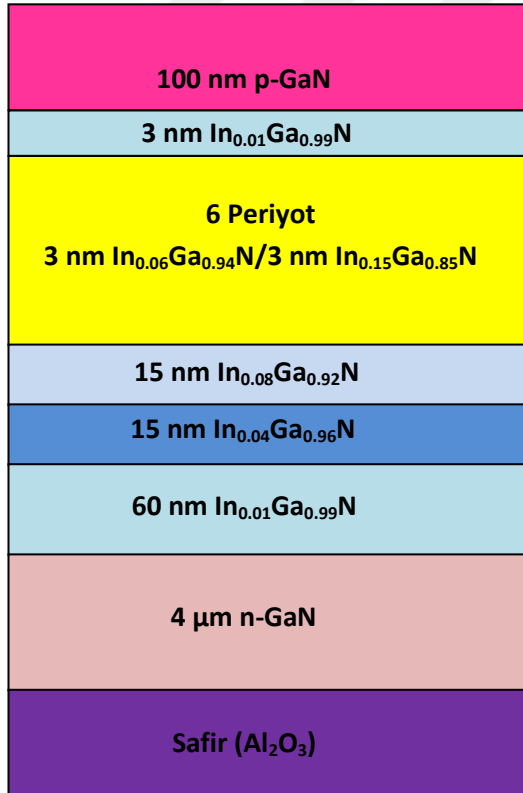 100 nm p-GaN
3 nm In₀.₀₁Ga₀.₉₉N
6 Periyot
3 nm In₀.₀₆Ga₀.₉₄N/3 nm In₀.₁₅Ga₀.₈₅N
15 nm In₀.₀₈Ga₀.₉₂N
15 nm In₀.₀₄Ga₀.₉₆N
60 nm In₀.₀₁Ga₀.₉₉N
4 µm n-GaN
Safir (Al₂O₃)